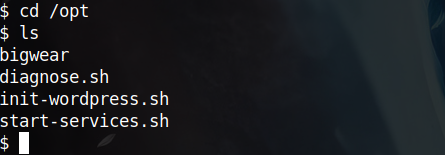 $ cd /opt
$ ls
bigwear
diagnose.sh
init-wordpress.sh
start-services.sh
$